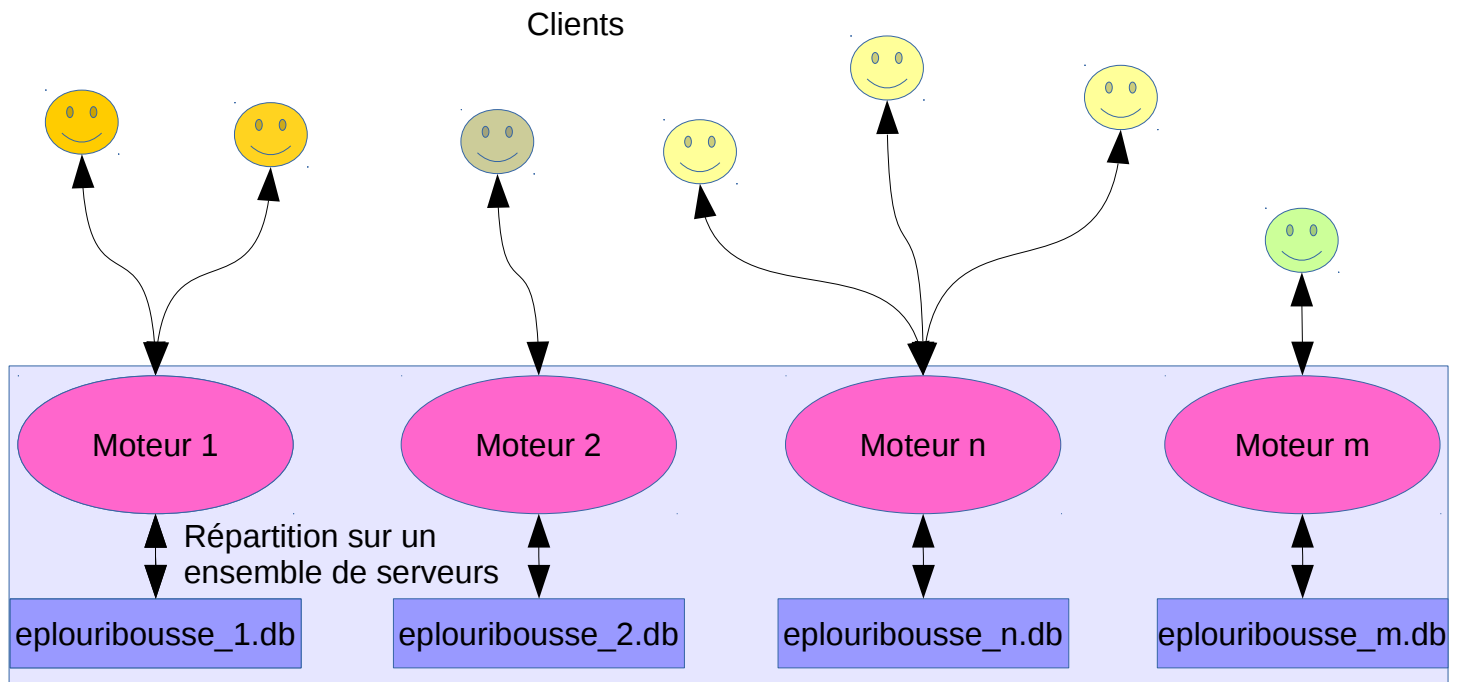 Clients
Moteur 1
Moteur 2
Moteur n
Moteur m
Répartition sur un
ensemble de serveurs
eplouribousse_1.db
eplouribousse_2.db
eplouribousse_n.db
eplouribousse_m.db